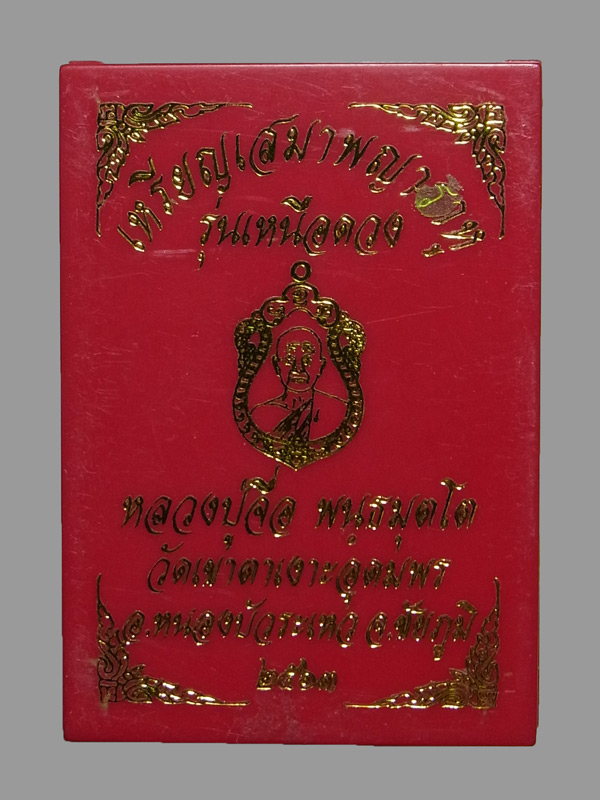 เหรียญเสมาพญาราหู
รุ่นเหนือดวง
หลวงปู่จื่อ พนฺธมุตโต
วัดเขาตาเงาะอุดมพร
อ.หนองบัวระเหว จ.ชัยภูมิ
๒๕๖๓